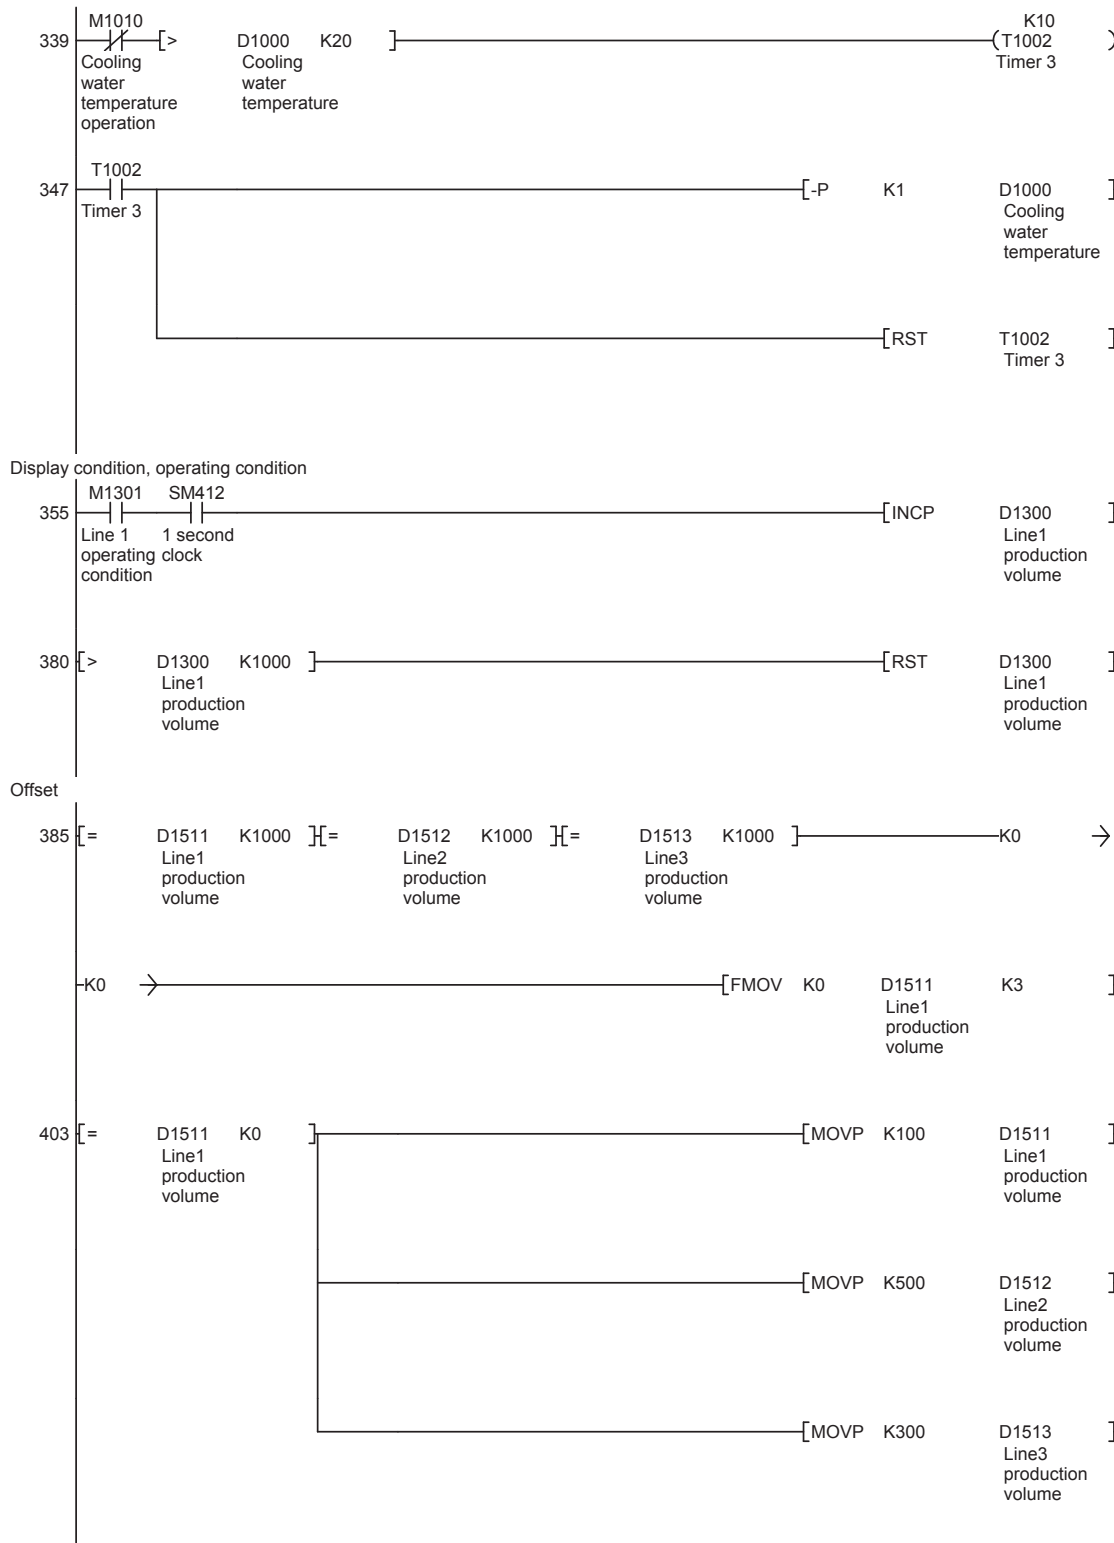 M1010 K10
339 [> D1000 K20 ] (T1002 )
Cooling Cooling Timer 3
water water
temperature temperature
operation
T1002
347 [-P K1 D1000 ]
Timer 3 Cooling
water
temperature
[RST T1002 ]
Timer 3
Display condition, operating condition
M1301 SM412
355 [INCP D1300 ]
Line 1 1 second Line1
operating clock production
condition volume
380 [> D1300 K1000 ] [RST D1300 ]
Line1 Line1
production production
volume volume
Offset
385 [= D1511 K1000 ][= D1512 K1000 ][= D1513 K1000 ] K0
Line1 Line2 Line3
production production production
volume volume volume
K0 [FMOV K0 D1511 K3 ]
Line1
production
volume
403 [= D1511 K0 ] [MOVP K100 D1511 ]
Line1 Line1
production production
volume volume
[MOVP K500 D1512 ]
Line2
production
volume
[MOVP K300 D1513 ]
Line3
production
volume